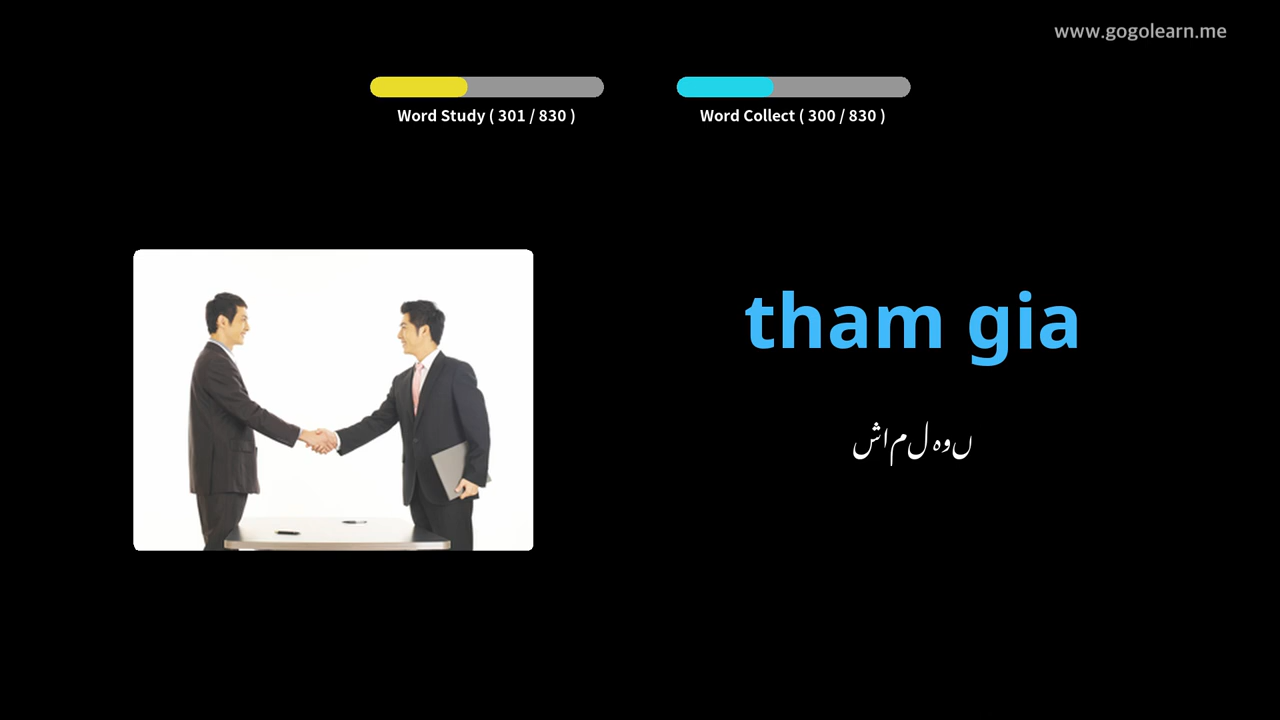 www.gogolearn.me
Word Study ( 301 / 830 )
Word Collect ( 300 / 830 )
tham gia
شامل ہوں